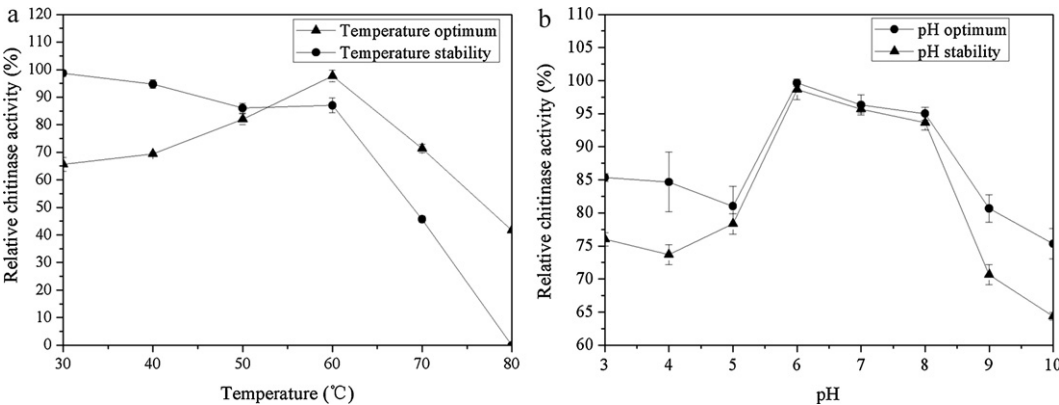 a
Relative chitinase activity (%)
120
110
100
90
80
70
60
50
40
30
20
10
0
Temperature optimum
Temperature stability
30 40 50 60 70 80
Temperature (℃)
b
Relative chitinase activity (%)
110
105
100
95
90
85
80
75
70
65
60
pH optimum
pH stability
3 4 5 6 7 8 9 10
pH